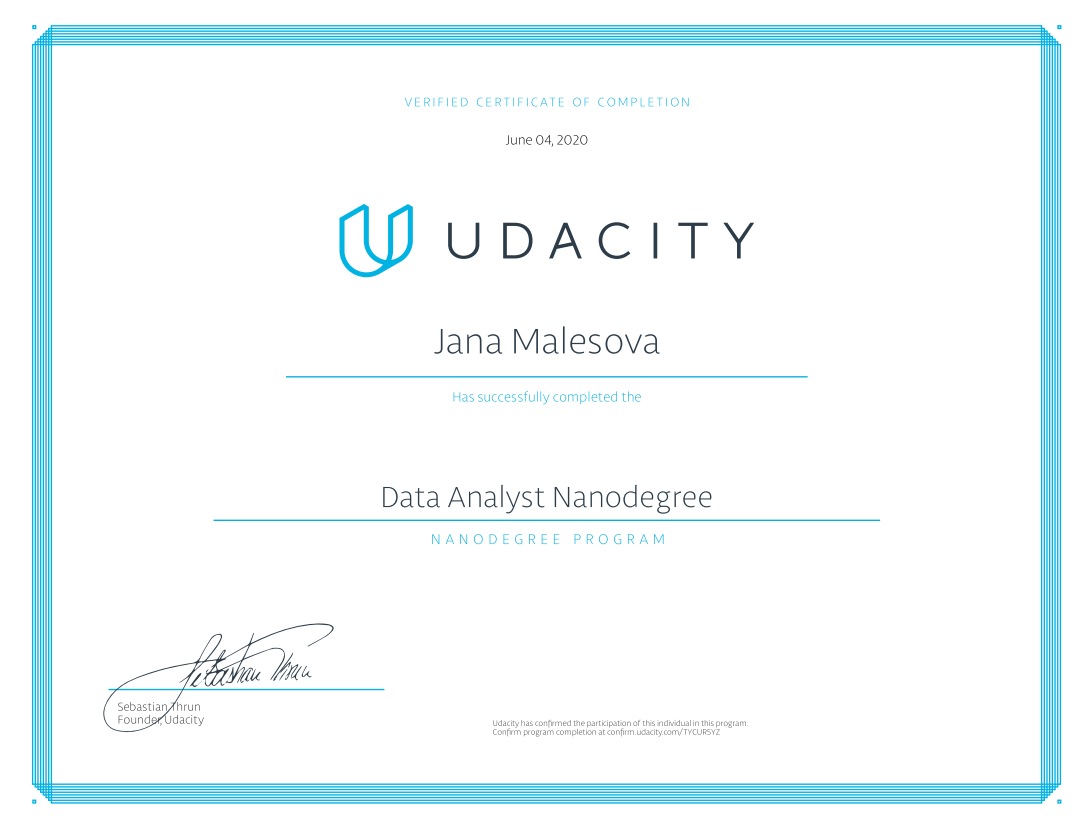 VERIFIED CERTIFICATE OF COMPLETION
June 04, 2020
UDACITY
Jana Malesova
Has successfully completed the
Data Analyst Nanodegree
NANODEGREE PROGRAM
Sebastian Thrun
Sebastian Thrun
Founder, Udacity
Udacity has confirmed the participation of this individual in this program.
Confirm program completion at confirm.udacity.com/TYCURSYZ